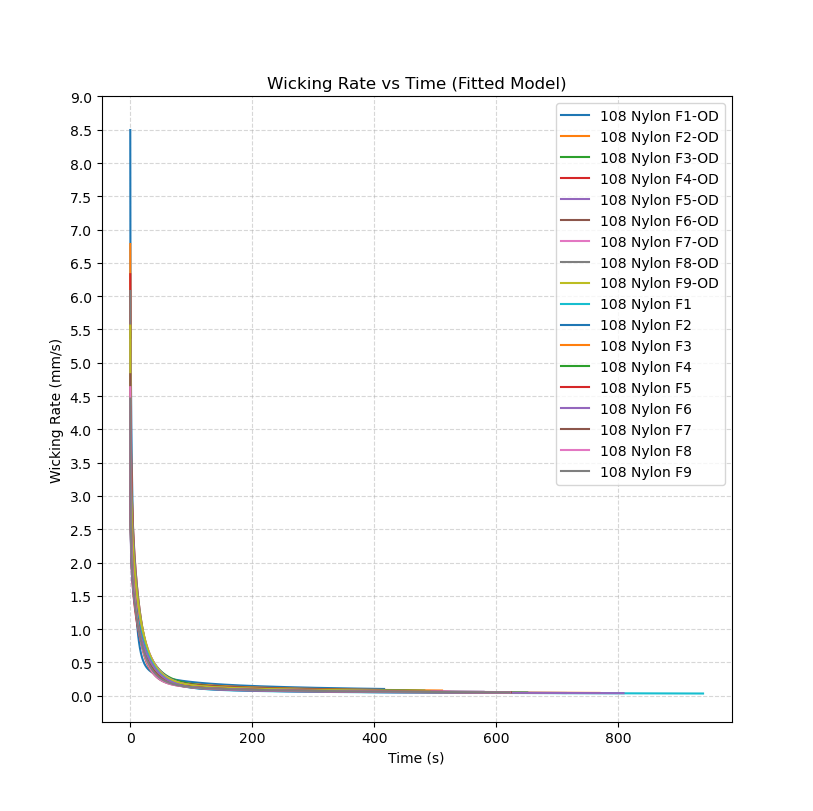 Wicking Rate vs Time (Fitted Model)
9.0
8.5
8.0
7.5
7.0
6.5
6.0
5.5
5.0
4.5
4.0
3.5
3.0
2.5
2.0
1.5
1.0
0.5
0.0
Wicking Rate (mm/s)
108 Nylon F1-OD
108 Nylon F2-OD
108 Nylon F3-OD
108 Nylon F4-OD
108 Nylon F5-OD
108 Nylon F6-OD
108 Nylon F7-OD
108 Nylon F8-OD
108 Nylon F9-OD
108 Nylon F1
108 Nylon F2
108 Nylon F3
108 Nylon F4
108 Nylon F5
108 Nylon F6
108 Nylon F7
108 Nylon F8
108 Nylon F9
0 200 400 600 800
Time (s)